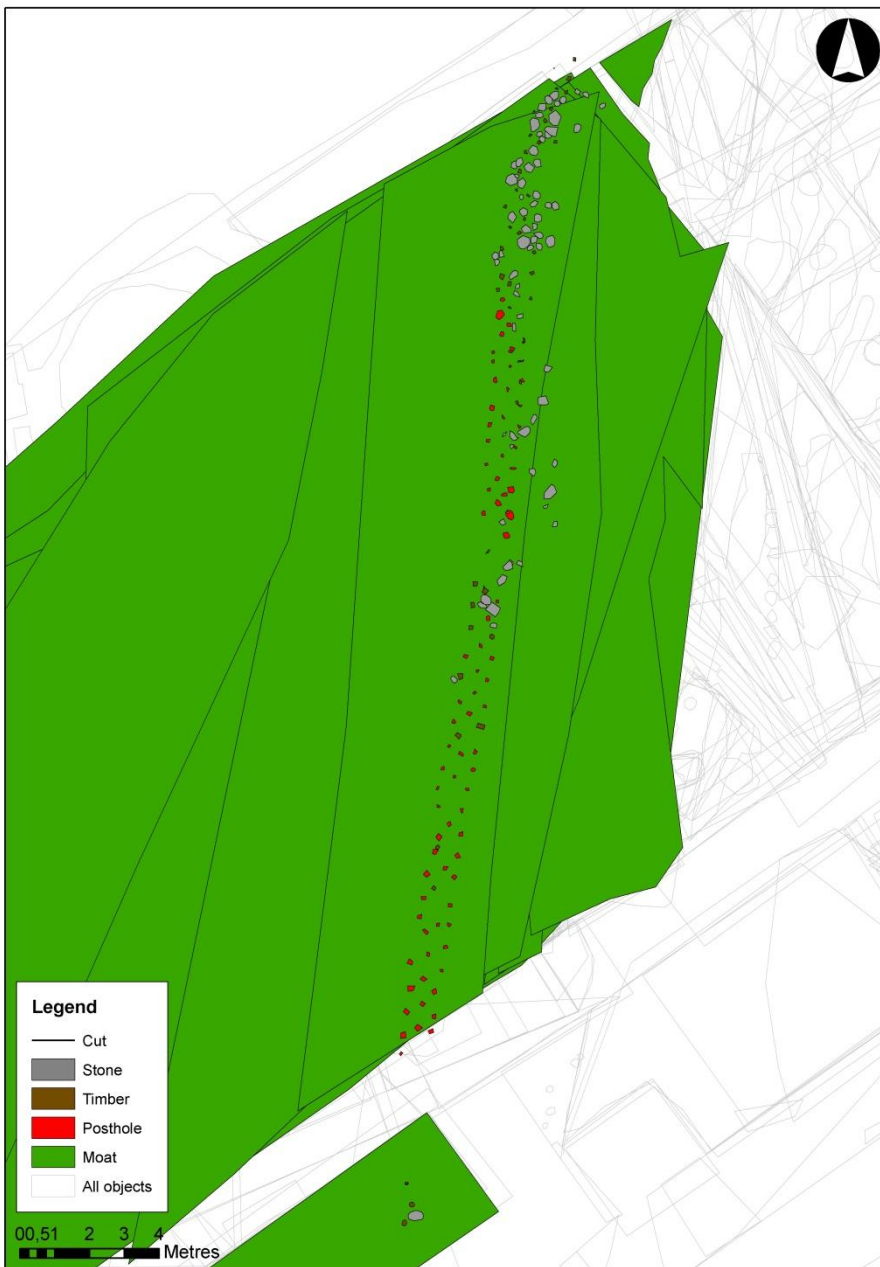 Legend
Cut
Stone
Timber
Posthole
Moat
All objects
00,51 2 3 4
Metres